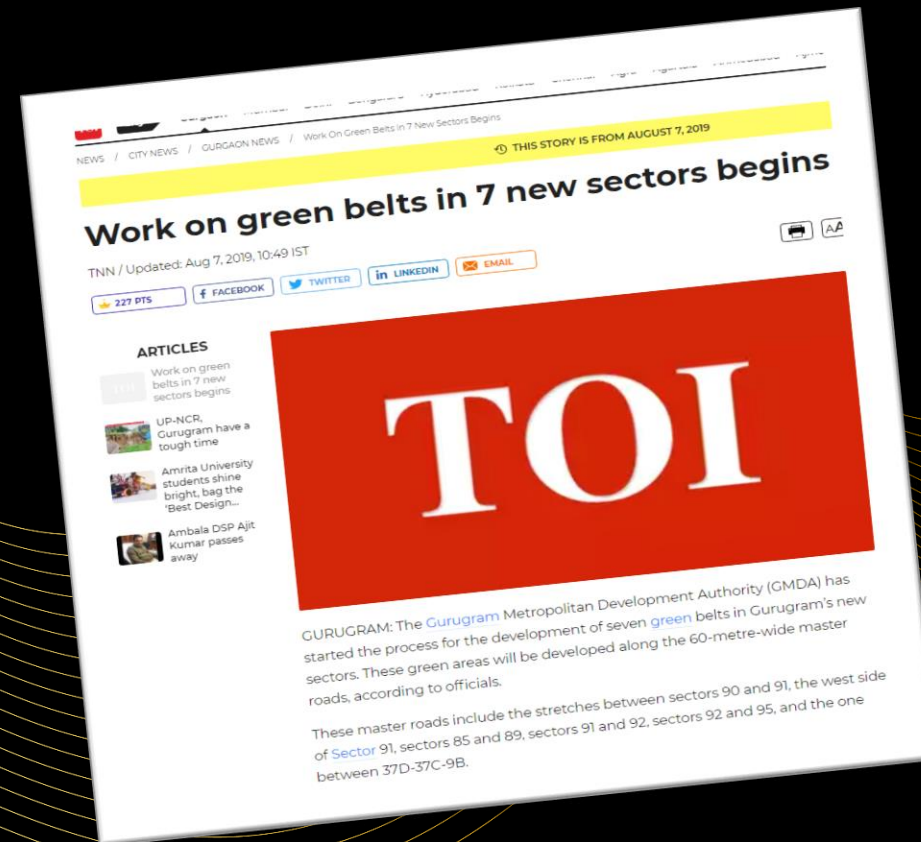 NEWS / CITY NEWS / GURGAON NEWS / Work On Green Belts In 7 New Sectors Begins
THIS STORY IS FROM AUGUST 7, 2019
Work on green belts in 7 new sectors begins
TNN / Updated: Aug 7, 2019, 10:49 IST
227 PTS
f FACEBOOK
TWITTER
in LINKEDIN
EMAIL
AA
ARTICLES
Work on green
belts in 7 new
sectors begins
UP-NCR,
Gurugram have a
tough time
Amrita University
students shine
bright, bag the
'Best Design...
Ambala DSP Ajit
Kumar passes
away
TOI
GURUGRAM: The Gurugram Metropolitan Development Authority (GMDA) has
started the process for the development of seven green belts in Gurugram's new
sectors. These green areas will be developed along the 60-metre-wide master
roads, according to officials.
These master roads include the stretches between sectors 90 and 91, the west side
of Sector 91, sectors 85 and 89, sectors 91 and 92, sectors 92 and 95, and the one
between 37D-37C-9B.